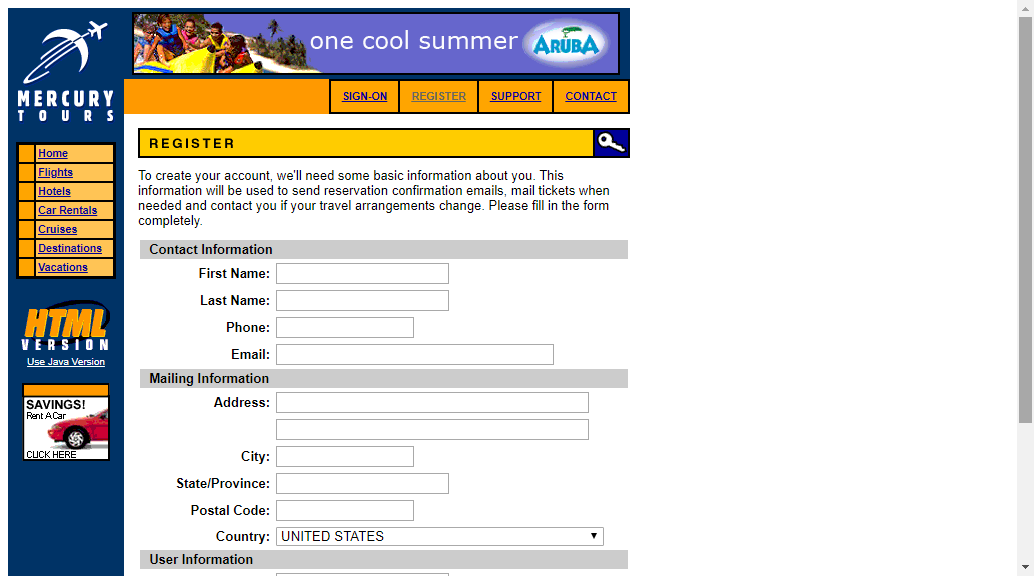 one cool summer
ARUBA
MERCURY
TOURS
SIGN-ON
REGISTER
SUPPORT
CONTACT
REGISTER
Home
Flights
Hotels
Car Rentals
Cruises
Destinations
Vacations
HTML
VERSION
Use Java Version
SAVINGS!
Rent A Car
CLICK HERE
To create your account, we'll need some basic information about you. This
information will be used to send reservation confirmation emails, mail tickets when
needed and contact you if your travel arrangements change. Please fill in the form
completely.
Contact Information
First Name:
Last Name:
Phone:
Email:
Mailing Information
Address:
City:
State/Province:
Postal Code:
Country: UNITED STATES
User Information